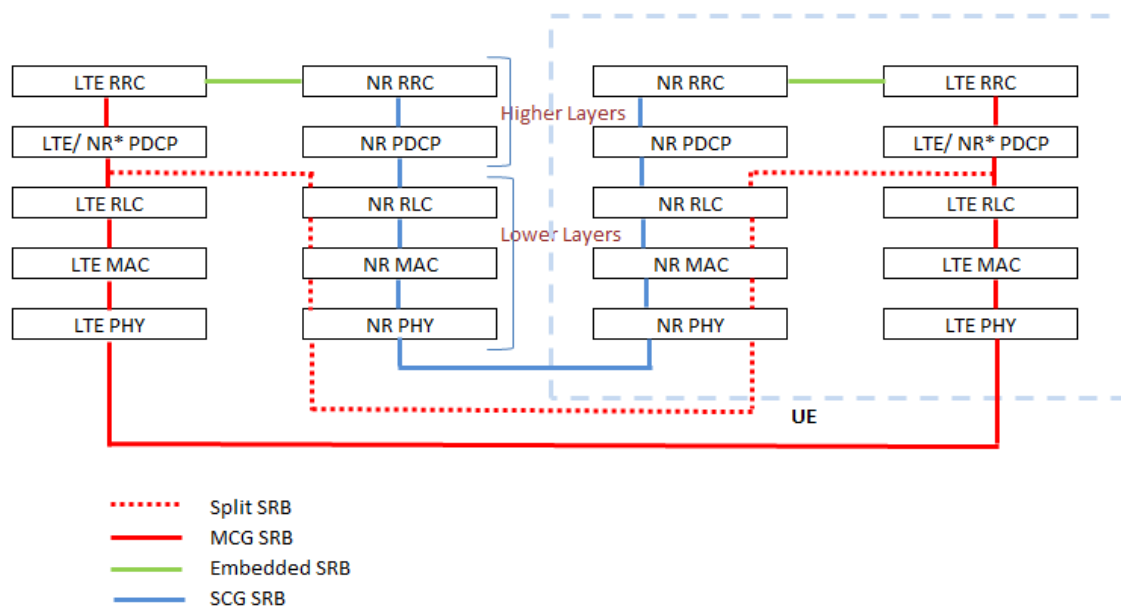 LTE RRC
NR RRC
NR RRC
LTE RRC
Higher Layers
LTE/ NR* PDCP
NR PDCP
NR PDCP
LTE/ NR* PDCP
LTE RLC
NR RLC
NR RLC
LTE RLC
Lower Layers
LTE MAC
NR MAC
NR MAC
LTE MAC
LTE PHY
NR PHY
NR PHY
LTE PHY
UE
Split SRB
MCG SRB
Embedded SRB
SCG SRB